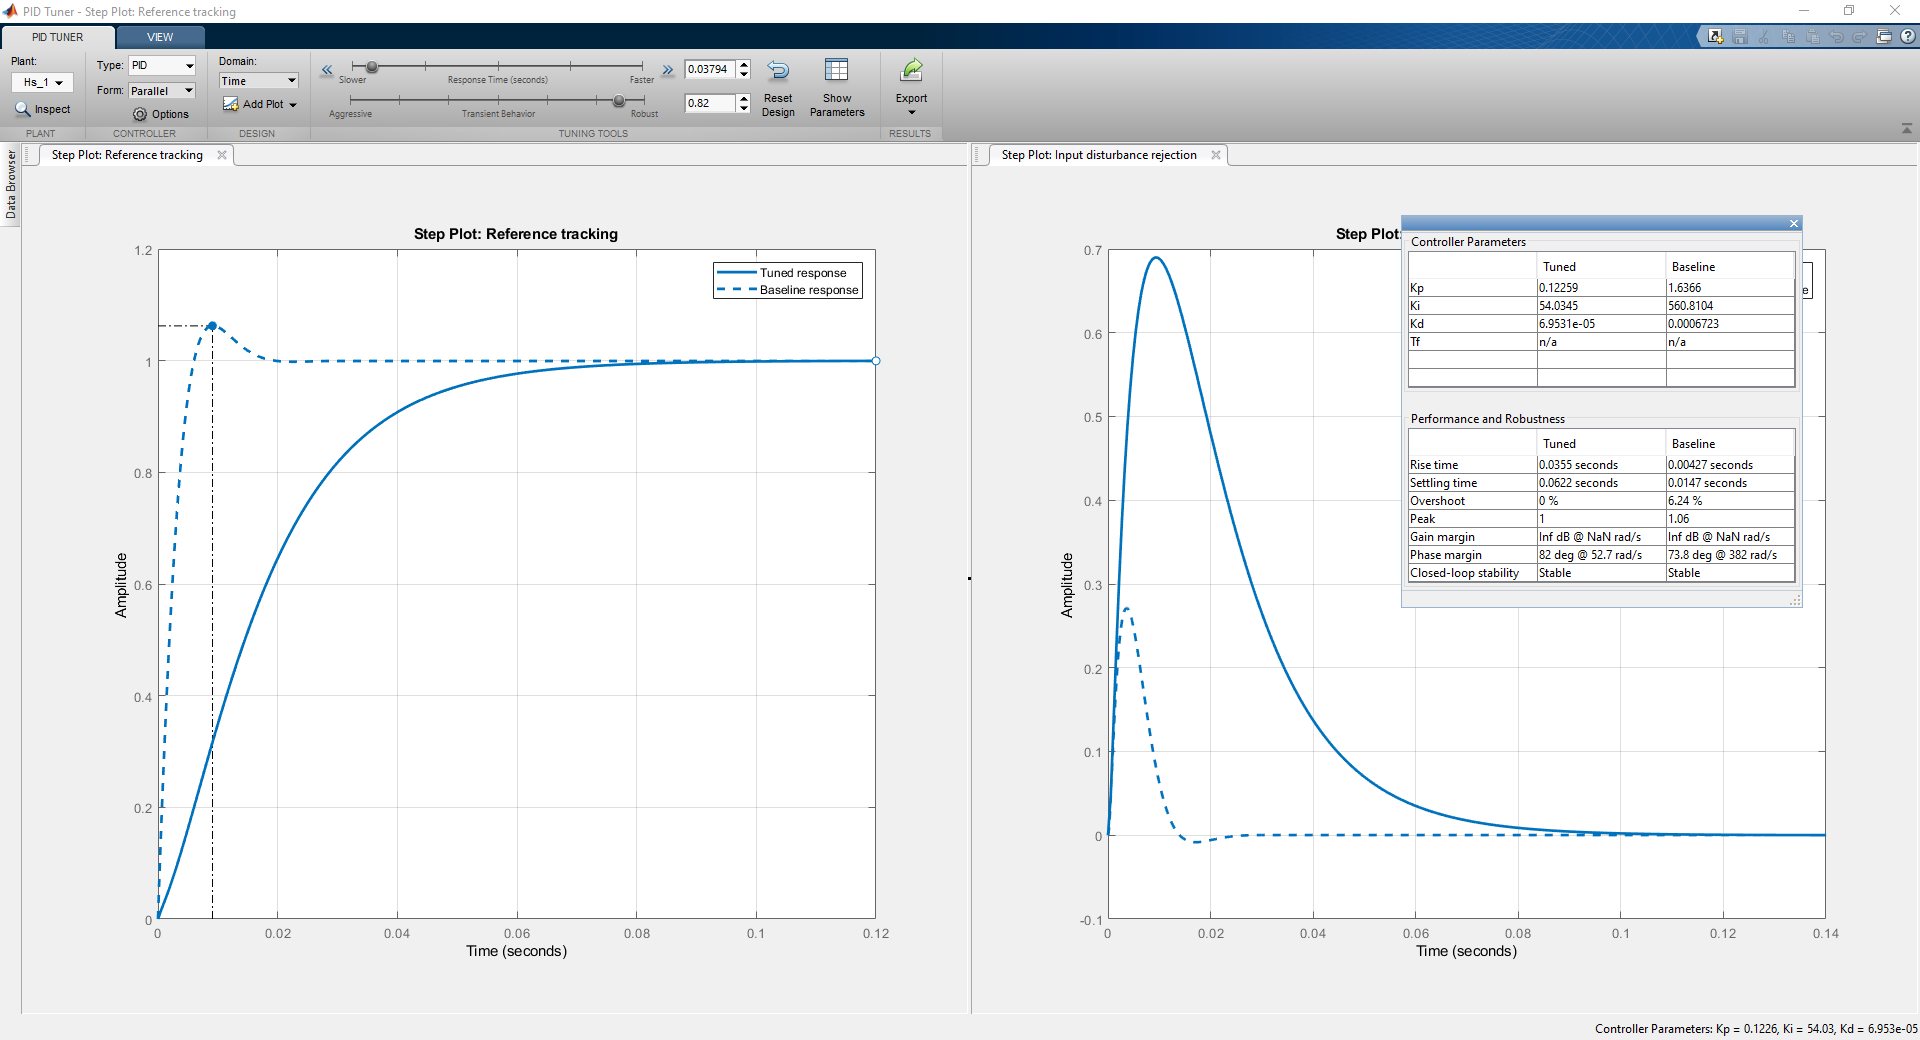 PID Tuner - Step Plot: Reference tracking
PID TUNER
VIEW
Plant:
Hs_1
Inspect
PLANT
Type: PID
Form: Parallel
Options
CONTROLLER
Domain:
Time
Add Plot
DESIGN
Slower Response Time (seconds) Faster
0.03794
Aggressive Transient Behavior Robust
0.82
Reset
Design
Show
Parameters
TUNING TOOLS
Export
RESULTS
Data Browser
Step Plot: Reference tracking
Step Plot: Reference tracking
Tuned response
Baseline response
1.2
1
0.8
0.6
0.4
0.2
0
Amplitude
0 0.02 0.04 0.06 0.08 0.1 0.12
Time (seconds)
Step Plot: Input disturbance rejection
Step Plot:
e
0.7
0.6
0.5
0.4
0.3
0.2
0.1
0
-0.1
Amplitude
0 0.02 0.04 0.06 0.08 0.1 0.12 0.14
Time (seconds)
Controller Parameters
Tuned Baseline
Kp 0.12259 1.6366
Ki 54.0345 560.8104
Kd 6.9531e-05 0.0006723
Tf n/a n/a
Performance and Robustness
Tuned Baseline
Rise time 0.0355 seconds 0.00427 seconds
Settling time 0.0622 seconds 0.0147 seconds
Overshoot 0 % 6.24 %
Peak 1 1.06
Gain margin Inf dB @ NaN rad/s Inf dB @ NaN rad/s
Phase margin 82 deg @ 52.7 rad/s 73.8 deg @ 382 rad/s
Closed-loop stability Stable Stable
Controller Parameters: Kp = 0.1226, Ki = 54.03, Kd = 6.953e-05